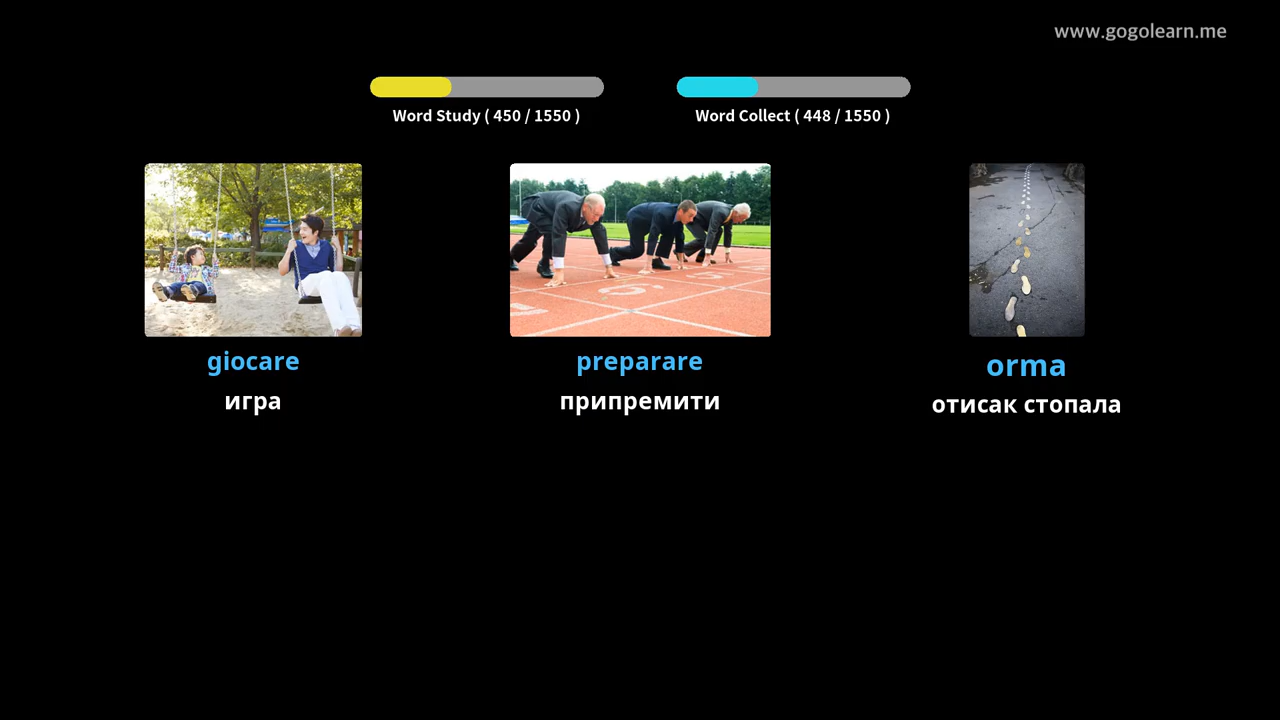 www.gogolearn.me
Word Study ( 450 / 1550 )
Word Collect ( 448 / 1550 )
giocare
игра
preparare
припремити
orma
отисак стопала